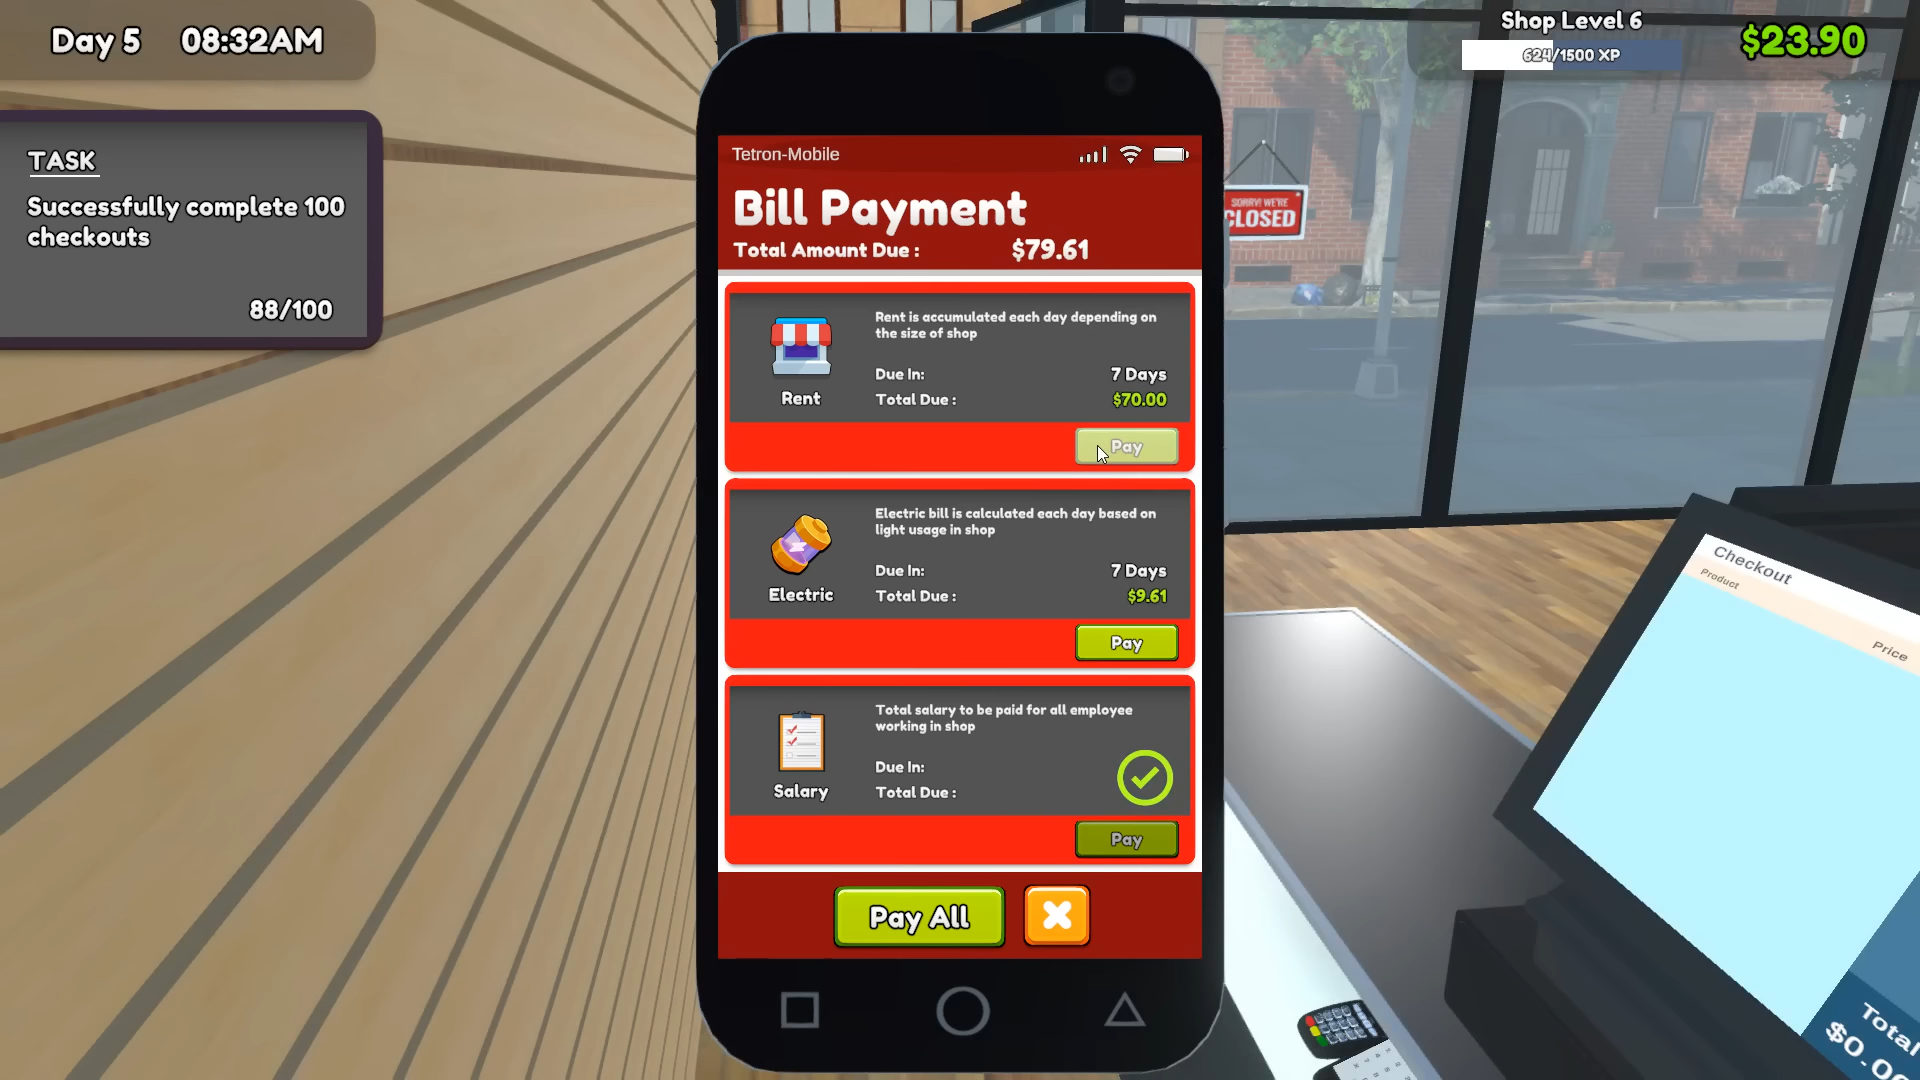 Day 5 08:32AM
Shop Level 6
624/1500 XP
$23.90
TASK
Successfully complete 100
checkouts
88/100
Tetron-Mobile
Bill Payment
Total Amount Due : $79.61
Rent is accumulated each day depending on
the size of shop
Due In: 7 Days
Total Due : $70.00
Rent
Pay
Electric bill is calculated each day based on
light usage in shop
Due In: 7 Days
Total Due : $9.61
Electric
Pay
Total salary to be paid for all employee
working in shop
Due In:
Total Due :
Salary
Pay
Pay All
SORRY! WE'RE
CLOSED
Checkout
Product
Price
Total
$0.00